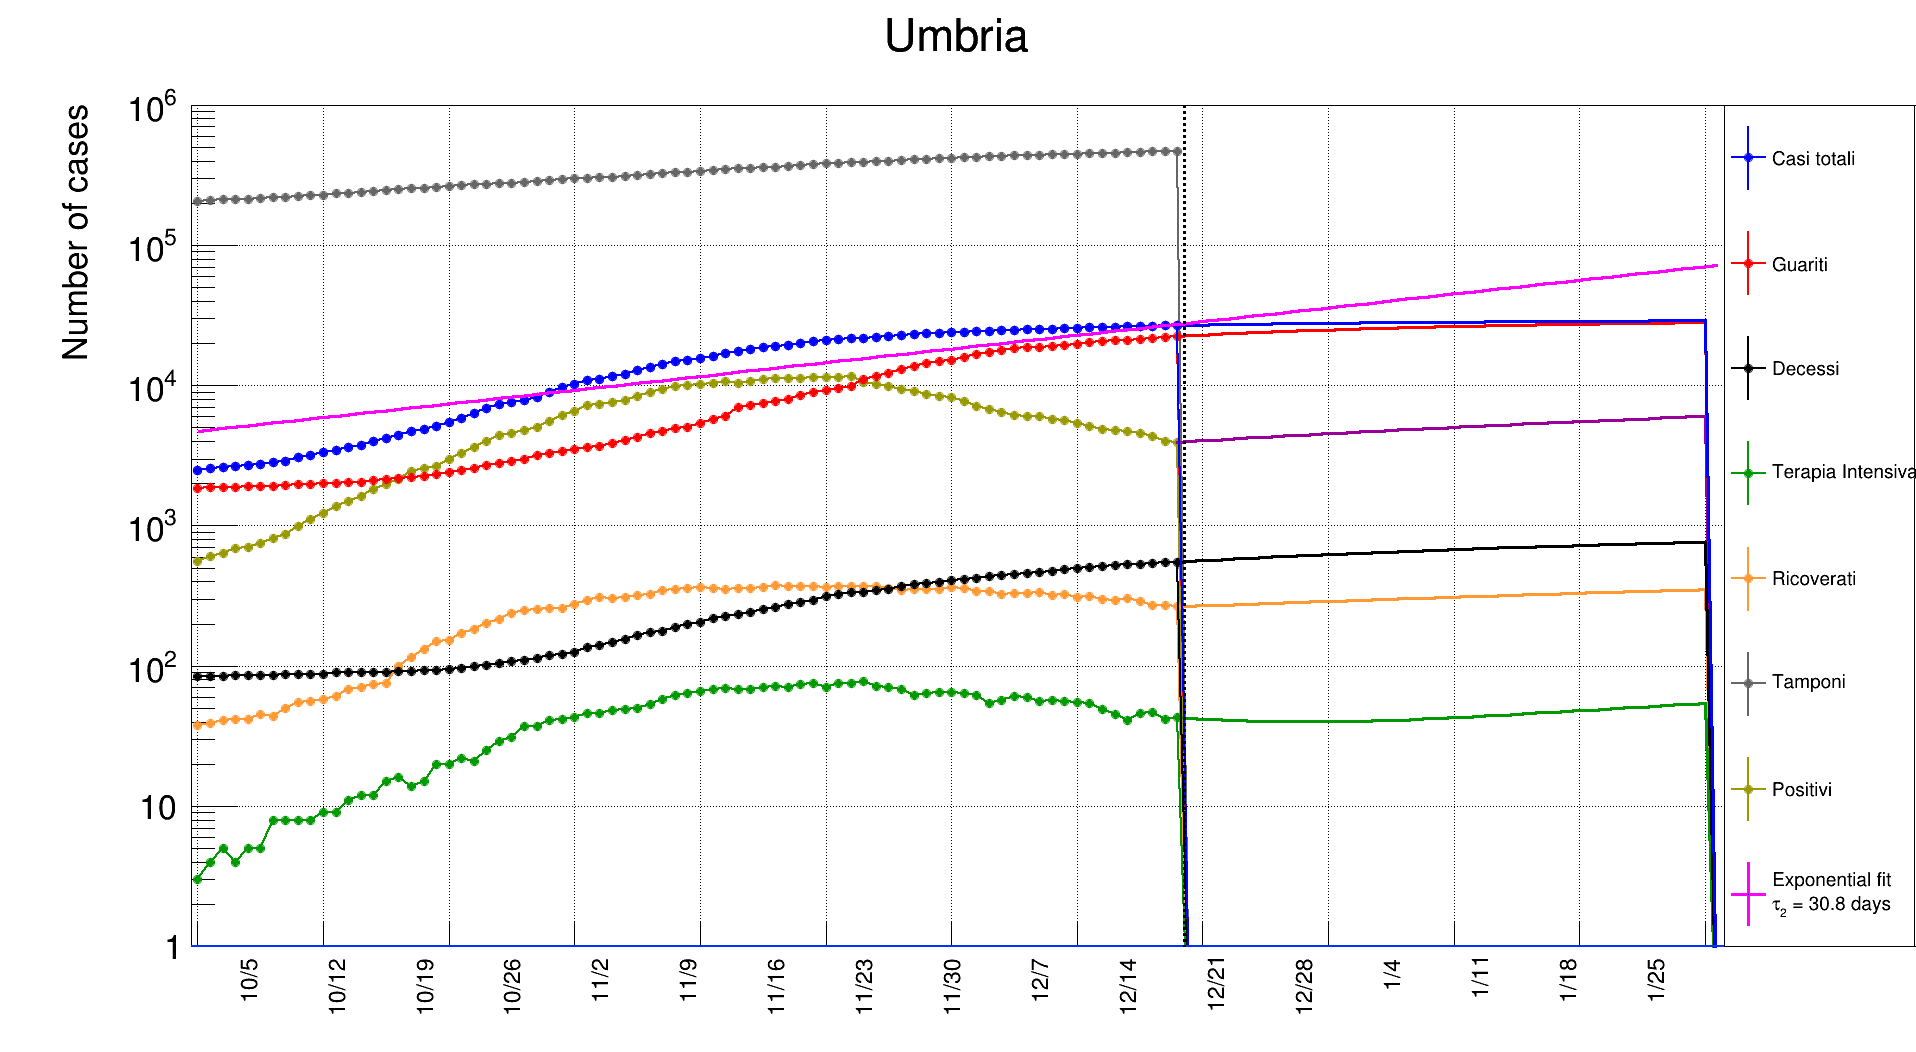 Umbria
Number of cases
10^6
10^5
10^4
10^3
10^2
10
1
10/5
10/12
10/19
10/26
11/2
11/9
11/16
11/23
11/30
12/7
12/14
12/21
12/28
1/4
1/11
1/18
1/25
Casi totali
Guariti
Decessi
Terapia Intensiva
Ricoverati
Tamponi
Positivi
Exponential fit
τ_2 = 30.8 days